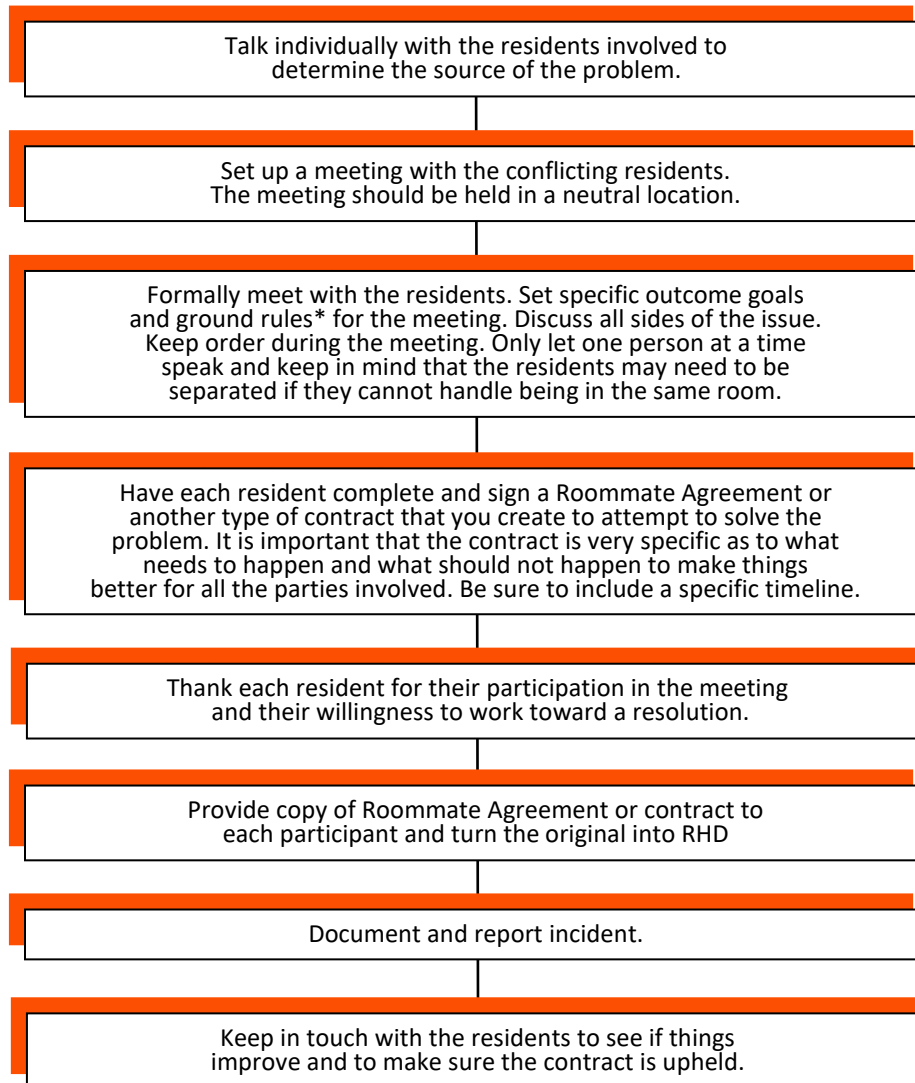 Talk individually with the residents involved to
determine the source of the problem.
Set up a meeting with the conflicting residents.
The meeting should be held in a neutral location.
Formally meet with the residents. Set specific outcome goals
and ground rules* for the meeting. Discuss all sides of the issue.
Keep order during the meeting. Only let one person at a time
speak and keep in mind that the residents may need to be
separated if they cannot handle being in the same room.
Have each resident complete and sign a Roommate Agreement or
another type of contract that you create to attempt to solve the
problem. It is important that the contract is very specific as to what
needs to happen and what should not happen to make things
better for all the parties involved. Be sure to include a specific timeline.
Thank each resident for their participation in the meeting
and their willingness to work toward a resolution.
Provide copy of Roommate Agreement or contract to
each participant and turn the original into RHD
Document and report incident.
Keep in touch with the residents to see if things
improve and to make sure the contract is upheld.